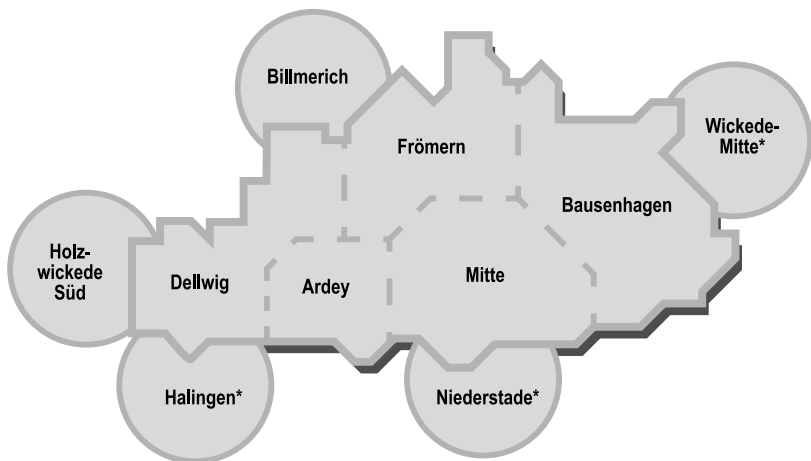 Billmerich
Frömern
Wickede-
Mitte*
Bausenhagen
Holz-
wickede
Süd
Dellwig
Ardey
Mitte
Halingen*
Niederstade*